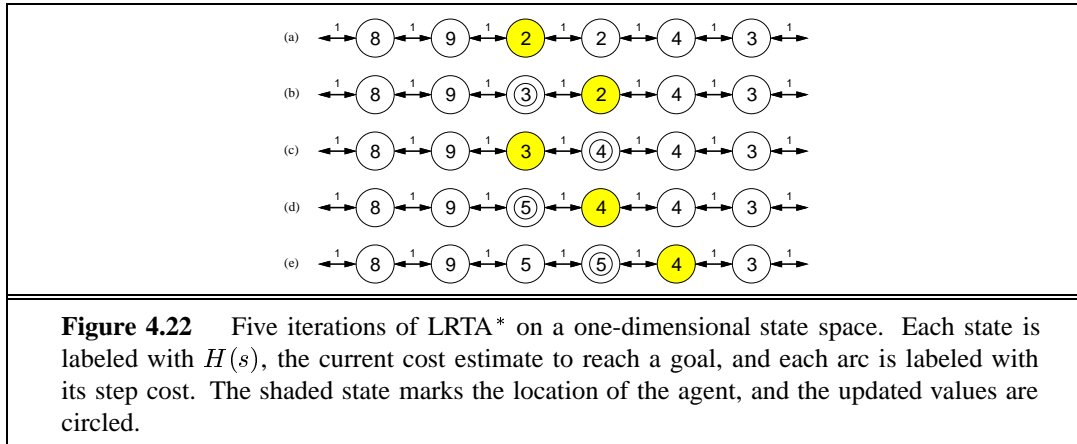 1 1 1 1 1 1 1
(a) 8 9 2 2 4 3
1 1 1 1 1 1 1
(b) 8 9 3 2 4 3
1 1 1 1 1 1 1
(c) 8 9 3 4 4 3
1 1 1 1 1 1 1
(d) 8 9 5 4 4 3
1 1 1 1 1 1 1
(e) 8 9 5 5 4 3
Figure 4.22 Five iterations of LRTA* on a one-dimensional state space. Each state is
labeled with H(s), the current cost estimate to reach a goal, and each arc is labeled with
its step cost. The shaded state marks the location of the agent, and the updated values are
circled.